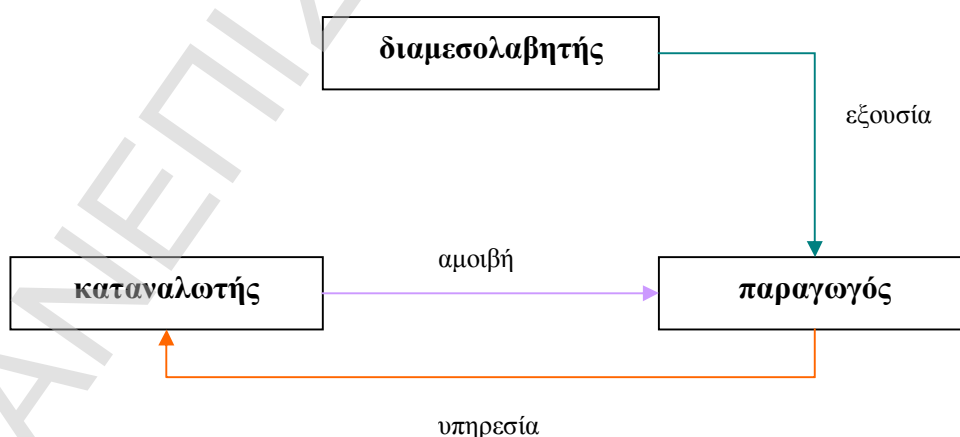 διαμεσολαβητής
εξουσία
αμοιβή
καταναλωτής
παραγωγός
υπηρεσία